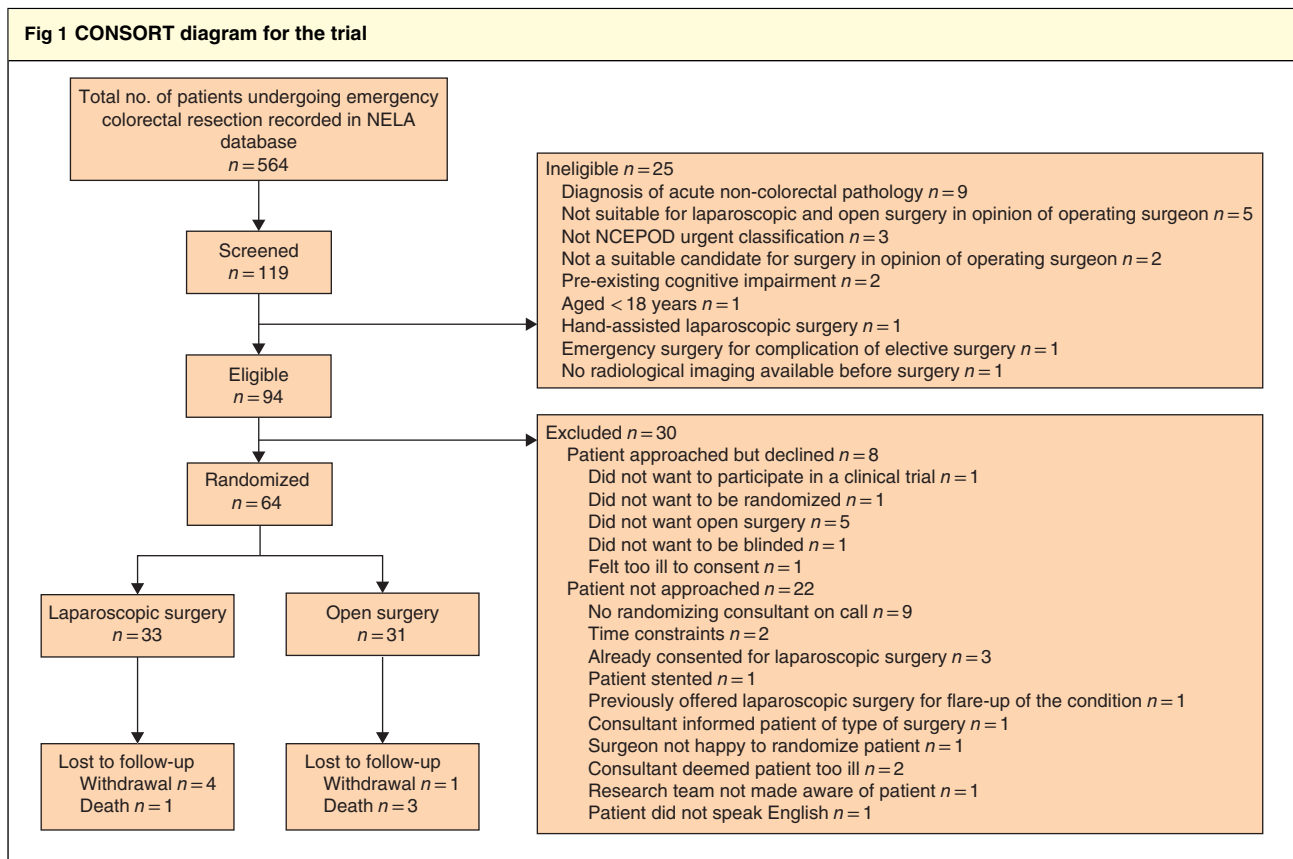 Fig 1 CONSORT diagram for the trial
Total no. of patients undergoing emergency
colorectal resection recorded in NELA
database
n = 564
Screened
n = 119
Ineligible n = 25
Diagnosis of acute non-colorectal pathology n = 9
Not suitable for laparoscopic and open surgery in opinion of operating surgeon n = 5
Not NCEPOD urgent classification n = 3
Not a suitable candidate for surgery in opinion of operating surgeon n = 2
Pre-existing cognitive impairment n = 2
Aged < 18 years n = 1
Hand-assisted laparoscopic surgery n = 1
Emergency surgery for complication of elective surgery n = 1
No radiological imaging available before surgery n = 1
Eligible
n = 94
Excluded n = 30
Patient approached but declined n = 8
Did not want to participate in a clinical trial n = 1
Did not want to be randomized n = 1
Did not want open surgery n = 5
Did not want to be blinded n = 1
Felt too ill to consent n = 1
Patient not approached n = 22
No randomizing consultant on call n = 9
Time constraints n = 2
Already consented for laparoscopic surgery n = 3
Patient stented n = 1
Previously offered laparoscopic surgery for flare-up of the condition n = 1
Consultant informed patient of type of surgery n = 1
Surgeon not happy to randomize patient n = 1
Consultant deemed patient too ill n = 2
Research team not made aware of patient n = 1
Patient did not speak English n = 1
Randomized
n = 64
Laparoscopic surgery
n = 33
Open surgery
n = 31
Lost to follow-up
Withdrawal n = 4
Death n = 1
Lost to follow-up
Withdrawal n = 1
Death n = 3